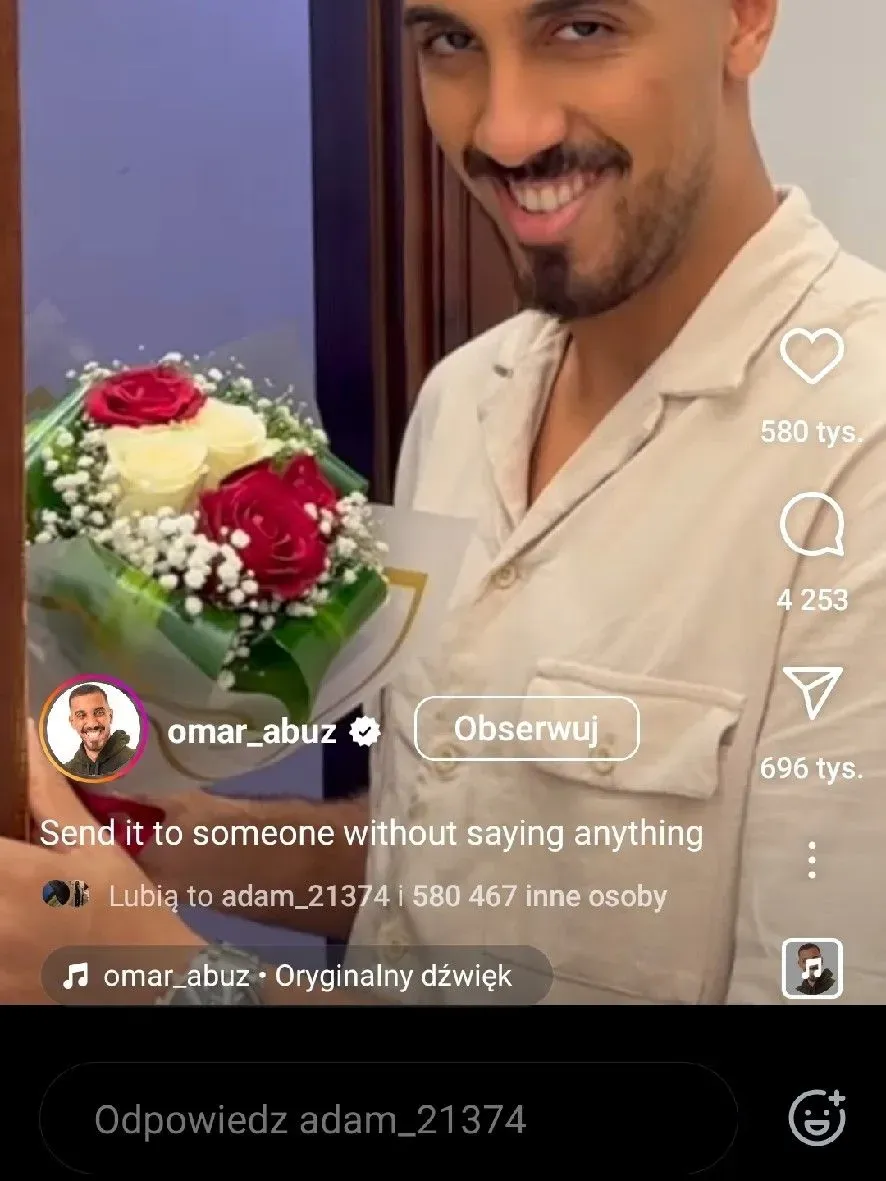 580 tys.
4 253
696 tys.
omar_abuz
Obserwuj
Send it to someone without saying anything
Lubią to adam_21374 i 580 467 inne osoby
omar_abuz • Oryginalny dźwięk
Odpowiedz adam_21374